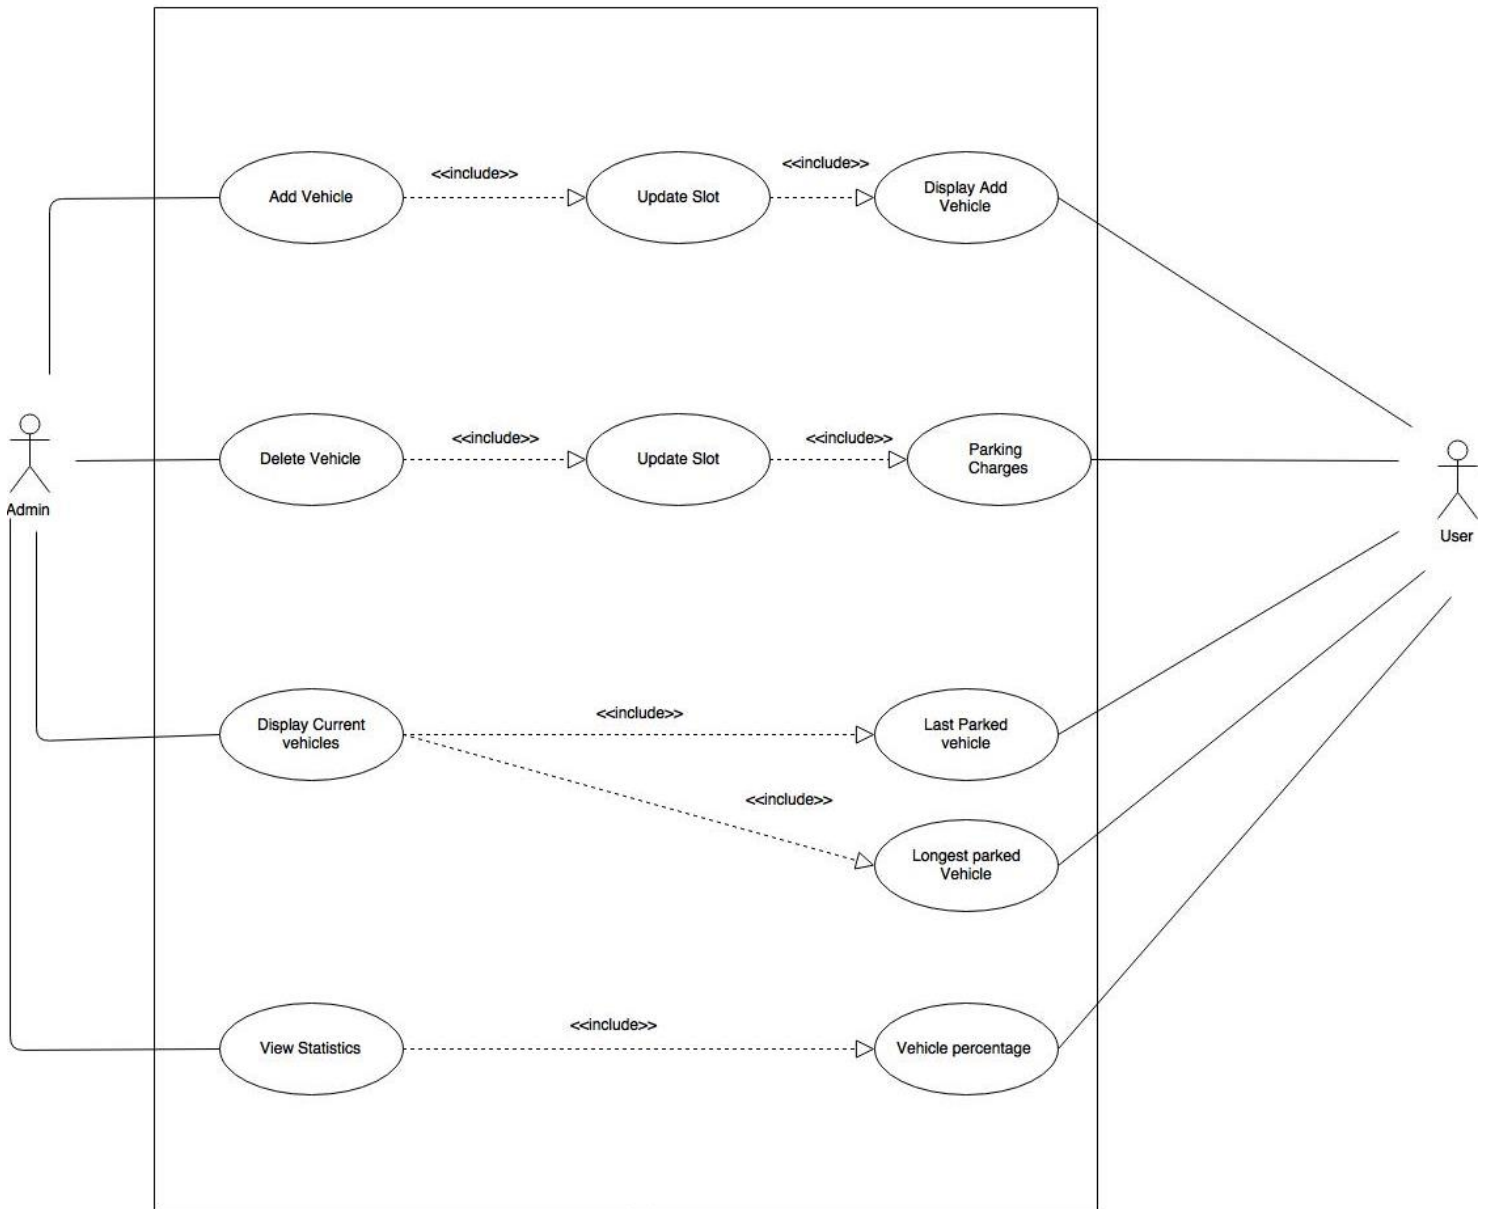 <<include>>
<<include>>
Add Vehicle
Update Slot
Display Add
Vehicle
<<include>>
<<include>>
Delete Vehicle
Update Slot
Parking
Charges
Admin
User
<<include>>
Display Current
vehicles
Last Parked
vehicle
<<include>>
Longest parked
Vehicle
<<include>>
View Statistics
Vehicle percentage